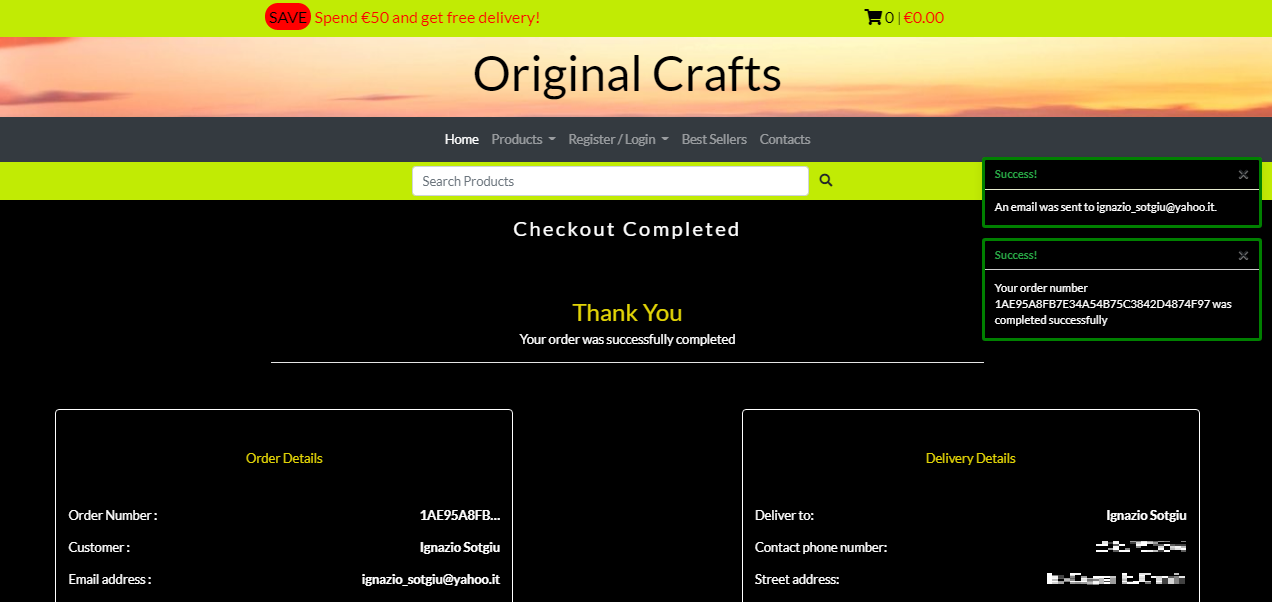 SAVE Spend €50 and get free delivery!
0 | €0.00
Original Crafts
Home Products Register / Login Best Sellers Contacts
Search Products
Success!
An email was sent to ignazio_sotgiu@yahoo.it.
Checkout Completed
Success!
Your order number
1AE95A8FB7E34A54B75C3842D4874F97 was
completed successfully
Thank You
Your order was successfully completed
Order Details
Order Number : 1AE95A8FB...
Customer : Ignazio Sotgiu
Email address : ignazio_sotgiu@yahoo.it
Delivery Details
Deliver to: Ignazio Sotgiu
Contact phone number:
Street address: